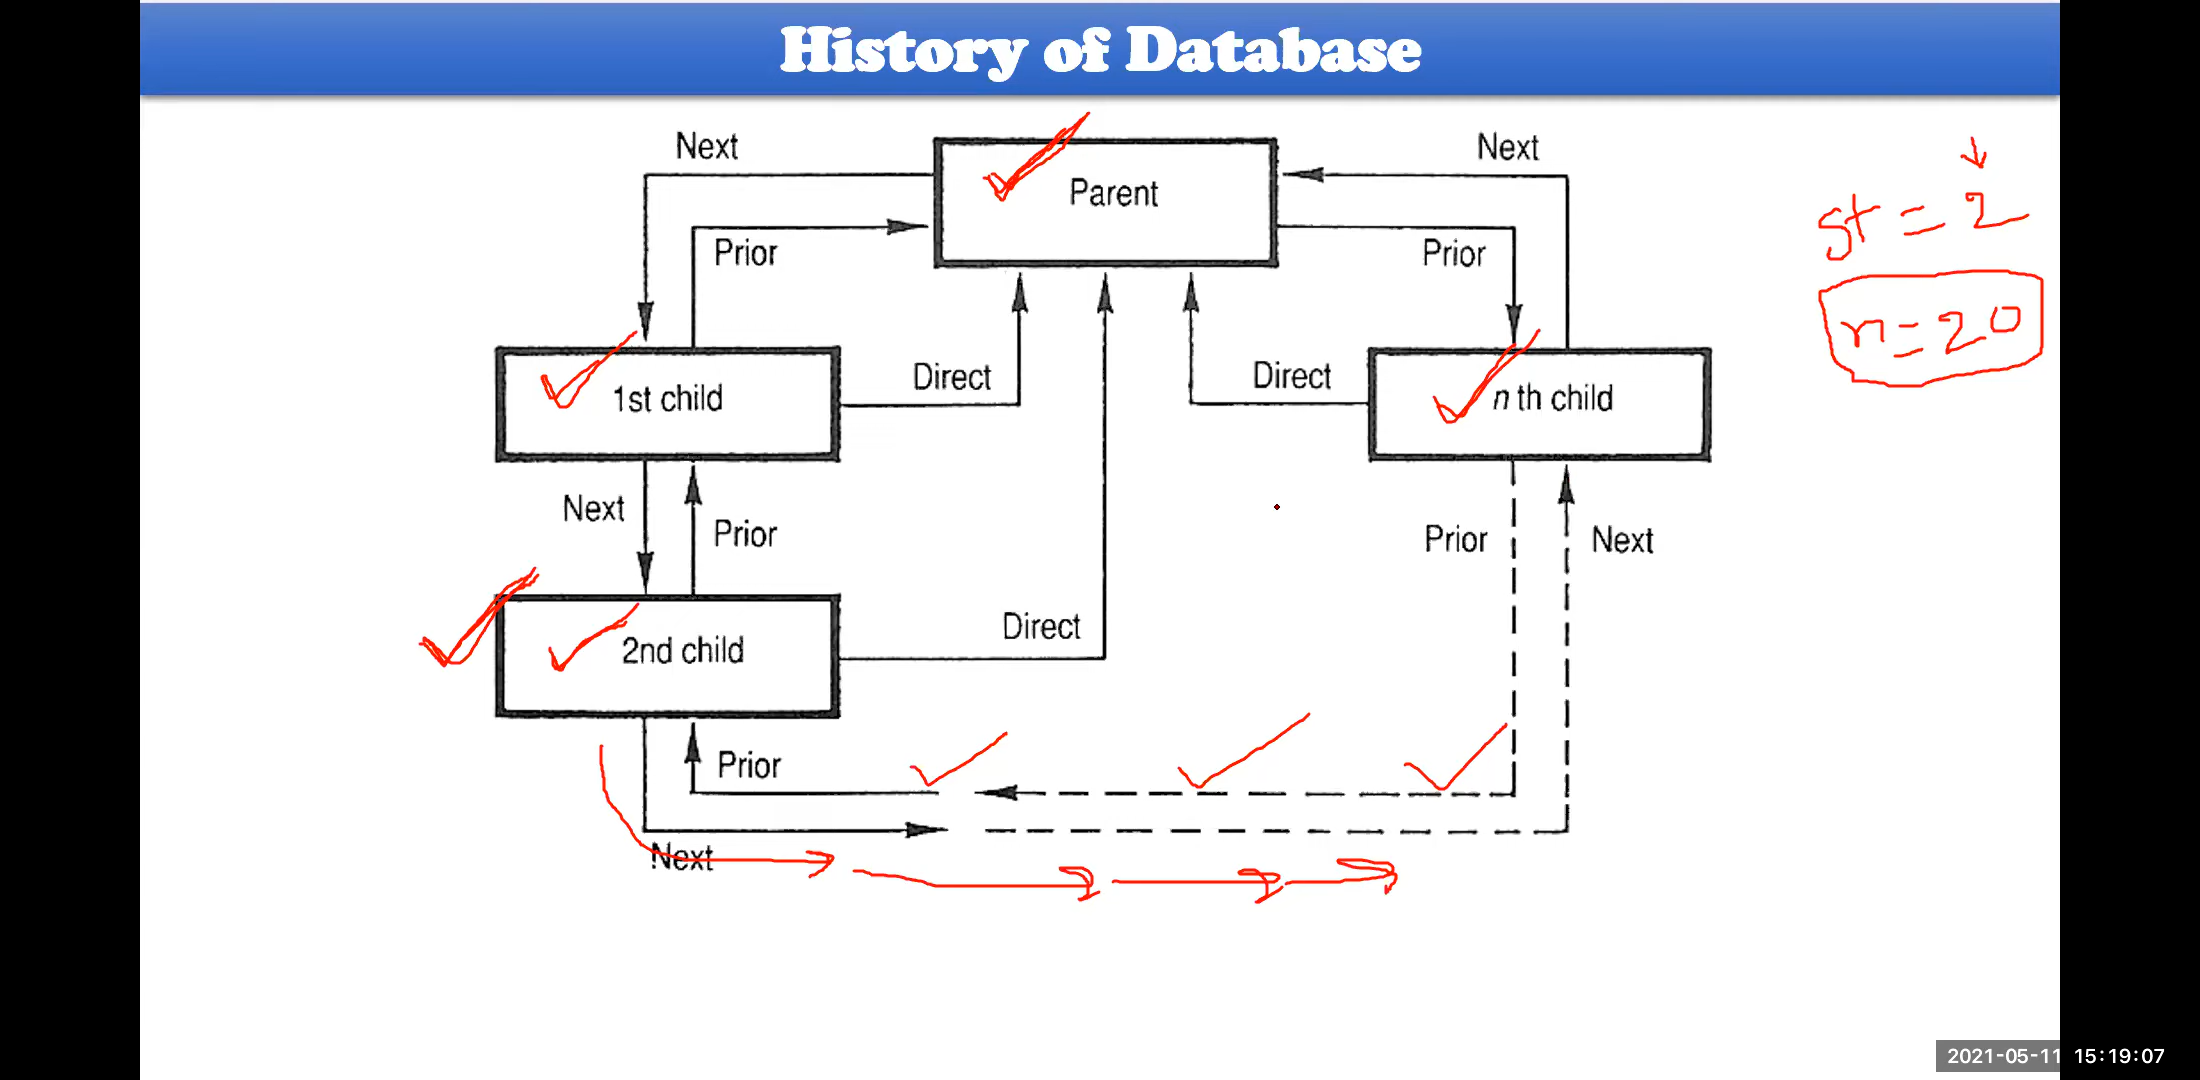 History of Database
Next
Next
Parent
Prior
Prior
st = 2
n = 20
Direct
Direct
1st child
n th child
Next
Prior
Prior
Next
2nd child
Direct
Prior
Next
2021-05-11 15:19:07